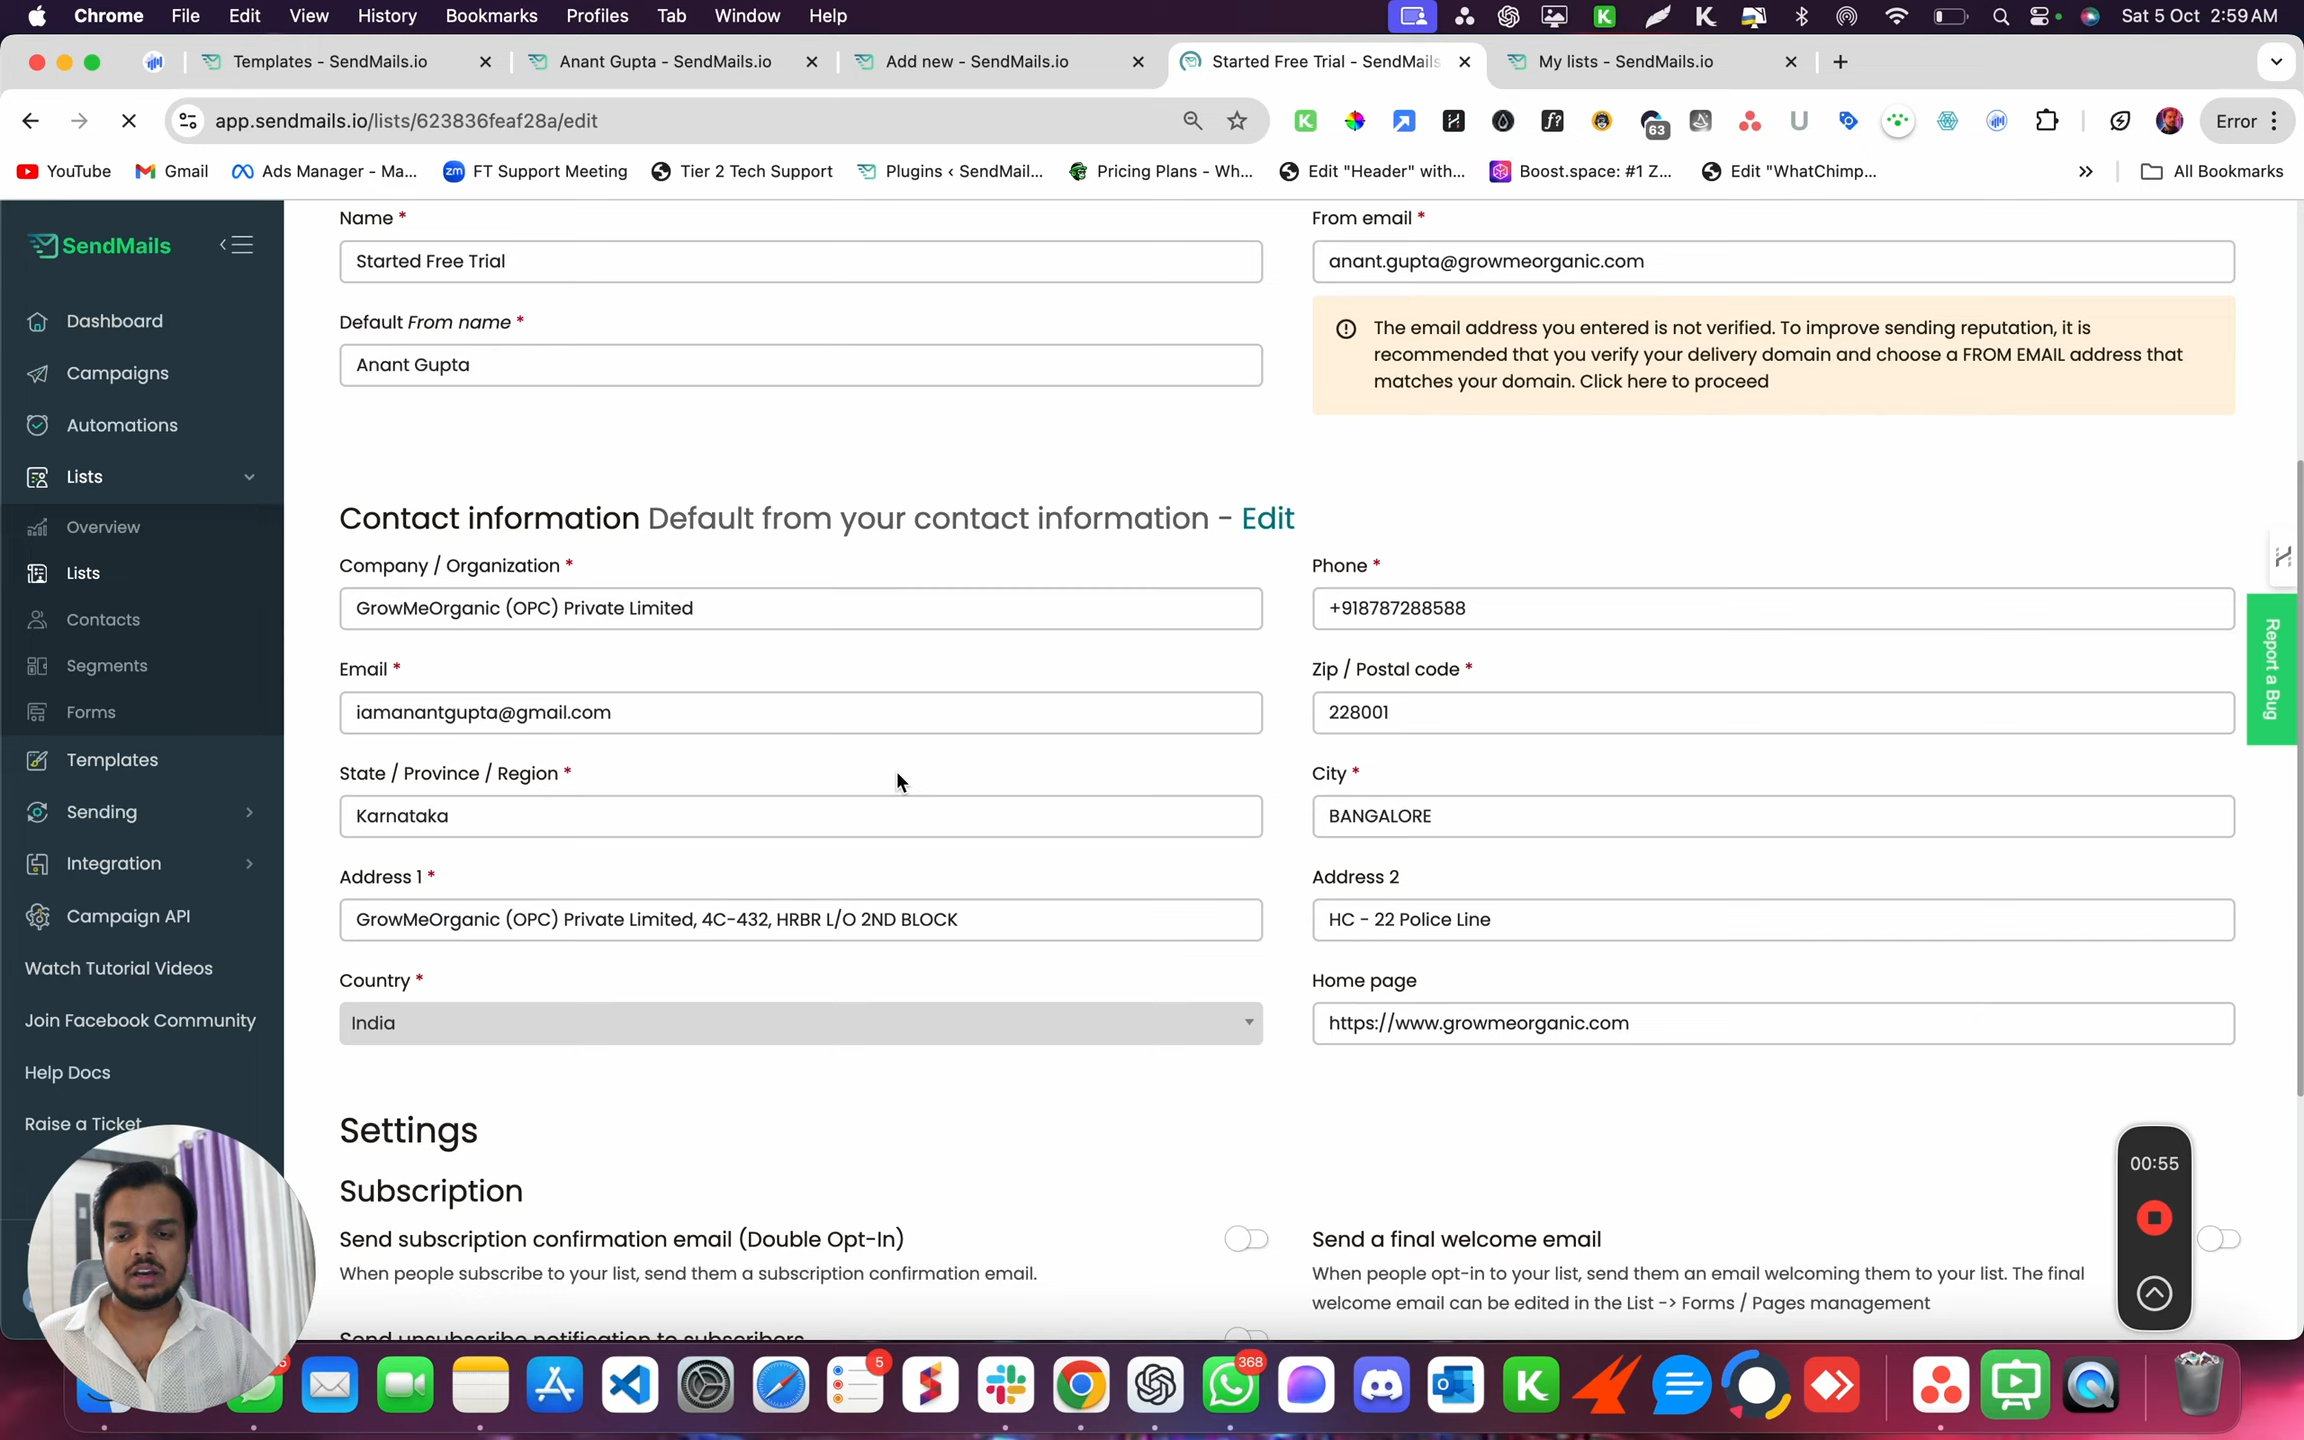 Chrome File Edit View History Bookmarks Profiles Tab Window Help
Sat 5 Oct 2:59 AM
Templates - SendMails.io
Anant Gupta - SendMails.io
Add new - SendMails.io
Started Free Trial - SendMails
My lists - SendMails.io
app.sendmails.io/lists/623836feaf28a/edit
63
Error
YouTube
Gmail
Ads Manager - Ma...
zm FT Support Meeting
Tier 2 Tech Support
Plugins ‹ SendMail...
Pricing Plans - Wh...
Edit "Header" with...
Boost.space: #1 Z...
Edit "WhatChimp...
All Bookmarks
SendMails
Dashboard
Campaigns
Automations
Lists
Overview
Lists
Contacts
Segments
Forms
Templates
Sending
Integration
Campaign API
Watch Tutorial Videos
Join Facebook Community
Help Docs
Raise a Ticket
Name *
Started Free Trial
From email *
anant.gupta@growmeorganic.com
Default From name *
Anant Gupta
The email address you entered is not verified. To improve sending reputation, it is
recommended that you verify your delivery domain and choose a FROM EMAIL address that
matches your domain. Click here to proceed
Contact information Default from your contact information - Edit
Company / Organization *
GrowMeOrganic (OPC) Private Limited
Phone *
+918787288588
Email *
iamanantgupta@gmail.com
Zip / Postal code *
228001
State / Province / Region *
Karnataka
City *
BANGALORE
Address 1 *
GrowMeOrganic (OPC) Private Limited, 4C-432, HRBR L/O 2ND BLOCK
Address 2
HC - 22 Police Line
Country *
India
Home page
https://www.growmeorganic.com
Settings
Subscription
Send subscription confirmation email (Double Opt-In)
When people subscribe to your list, send them a subscription confirmation email.
Send a final welcome email
When people opt-in to your list, send them an email welcoming them to your list. The final
welcome email can be edited in the List -> Forms / Pages management
Send unsubscribe notification to subscribers
Report a Bug
00:55
5
368